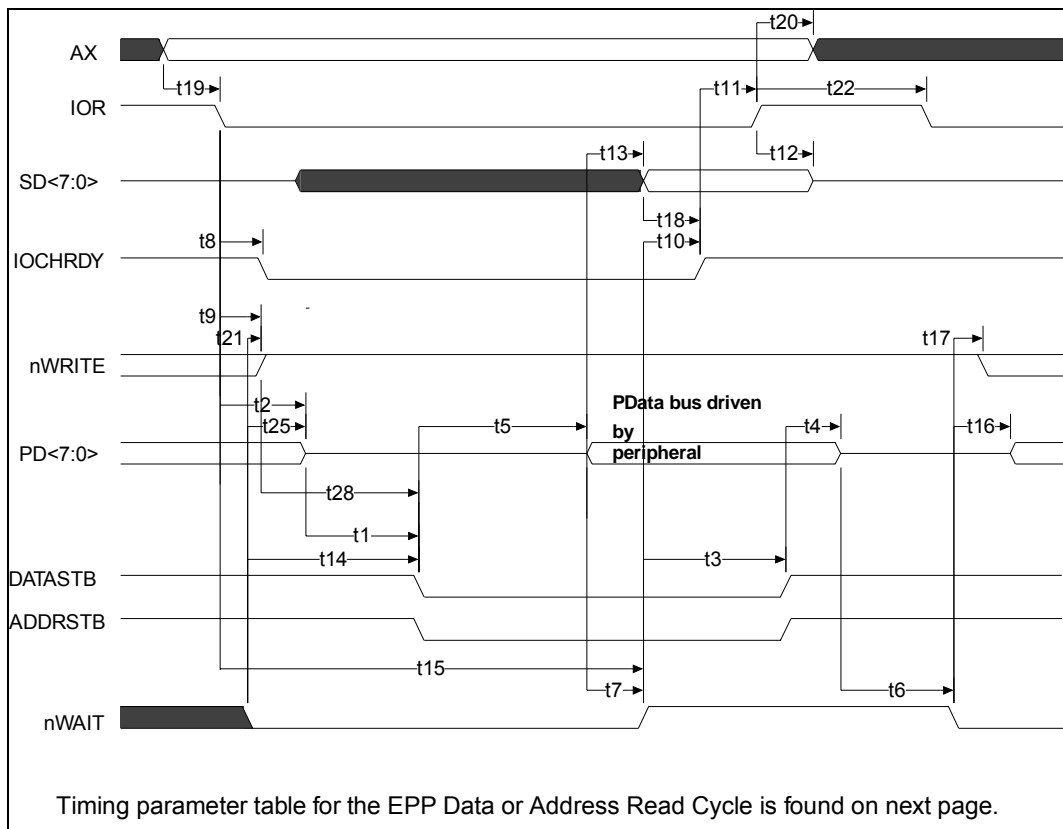 t20
AX
t19
t11
t22
IOR
t13
t12
SD<7:0>
t18
t8
t10
IOCHRDY
t9
t21
t17
nWRITE
t2
PData bus driven
t25
t5
by
t4
t16
PD<7:0>
peripheral
t28
t1
t14
t3
DATASTB
ADDRSTB
t15
t7
t6
nWAIT
Timing parameter table for the EPP Data or Address Read Cycle is found on next page.